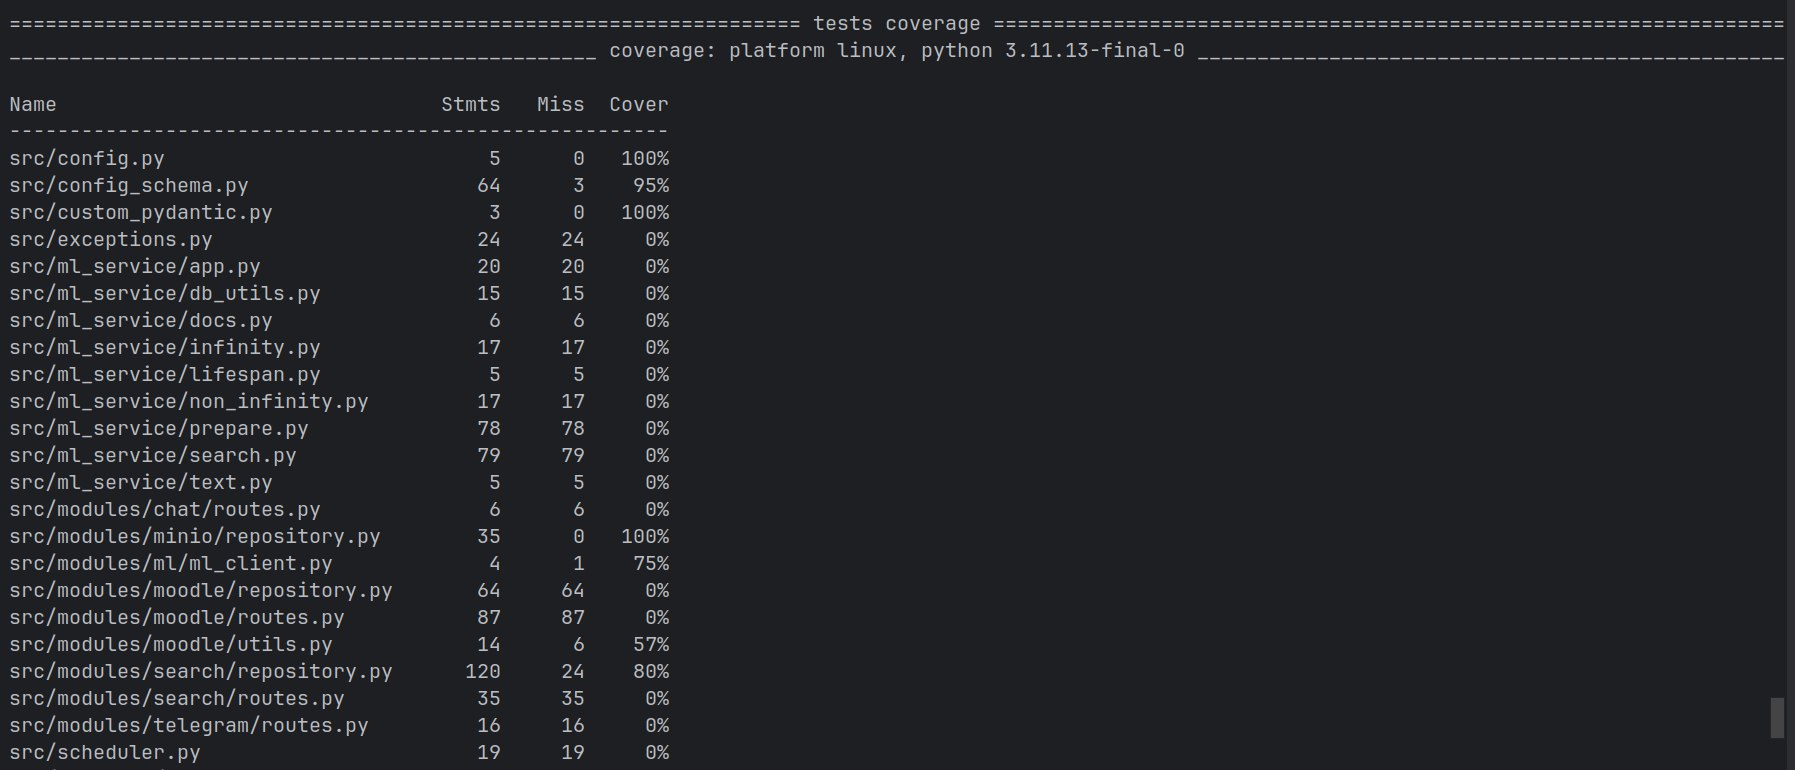 ================================================================== tests coverage ==================================================================
_________________________________________________ coverage: platform linux, python 3.11.13-final-0 _________________________________________________
Name                                Stmts   Miss  Cover
-------------------------------------------------------
src/config.py                           5      0   100%
src/config_schema.py                   64      3    95%
src/custom_pydantic.py                  3      0   100%
src/exceptions.py                      24     24     0%
src/ml_service/app.py                  20     20     0%
src/ml_service/db_utils.py             15     15     0%
src/ml_service/docs.py                  6      6     0%
src/ml_service/infinity.py             17     17     0%
src/ml_service/lifespan.py              5      5     0%
src/ml_service/non_infinity.py         17     17     0%
src/ml_service/prepare.py              78     78     0%
src/ml_service/search.py               79     79     0%
src/ml_service/text.py                  5      5     0%
src/modules/chat/routes.py              6      6     0%
src/modules/minio/repository.py        35      0   100%
src/modules/ml/ml_client.py             4      1    75%
src/modules/moodle/repository.py       64     64     0%
src/modules/moodle/routes.py           87     87     0%
src/modules/moodle/utils.py            14      6    57%
src/modules/search/repository.py      120     24    80%
src/modules/search/routes.py           35     35     0%
src/modules/telegram/routes.py         16     16     0%
src/scheduler.py                       19     19     0%